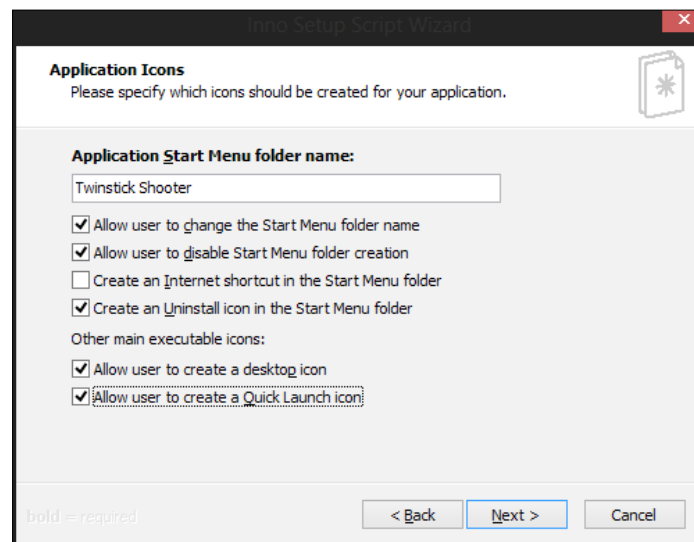 Inno Setup Script Wizard
Application Icons
Please specify which icons should be created for your application.
Application Start Menu folder name:
Twinstick Shooter
Allow user to change the Start Menu folder name
Allow user to disable Start Menu folder creation
Create an Internet shortcut in the Start Menu folder
Create an Uninstall icon in the Start Menu folder
Other main executable icons:
Allow user to create a desktop icon
Allow user to create a Quick Launch icon
bold = required
< Back Next > Cancel